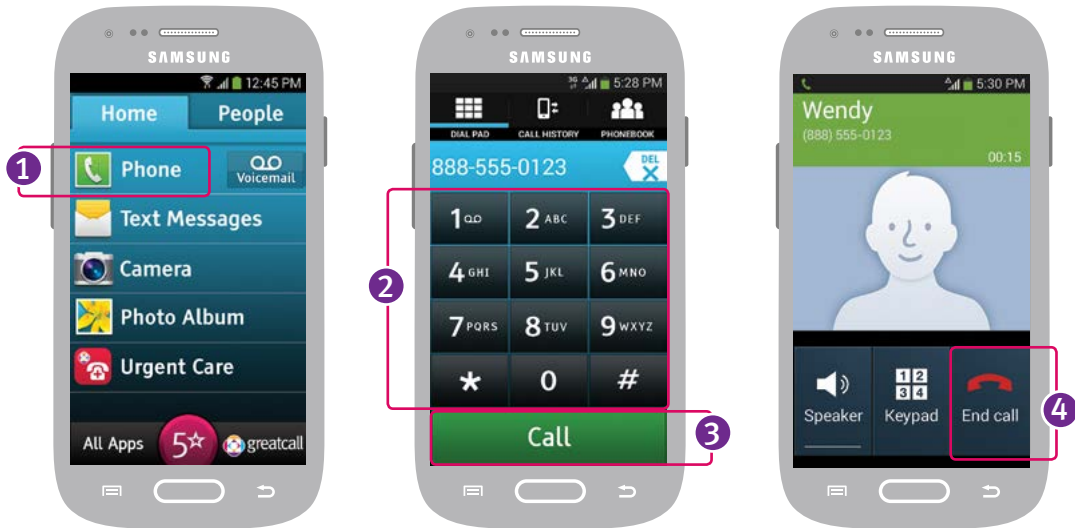 SAMSUNG
12:45 PM
Home People
1
Phone
Voicemail
Text Messages
Camera
Photo Album
Urgent Care
All Apps 5☆ greatcall
SAMSUNG
3G 5:28 PM
DIAL PAD CALL HISTORY PHONEBOOK
888-555-0123 DEL X
2
1 2 ABC 3 DEF
4 GHI 5 JKL 6 MNO
7 PQRS 8 TUV 9 WXYZ
* 0 #
Call 3
SAMSUNG
5:30 PM
Wendy
(888) 555-0123
00:15
1 2
3 4
Speaker Keypad End call
4